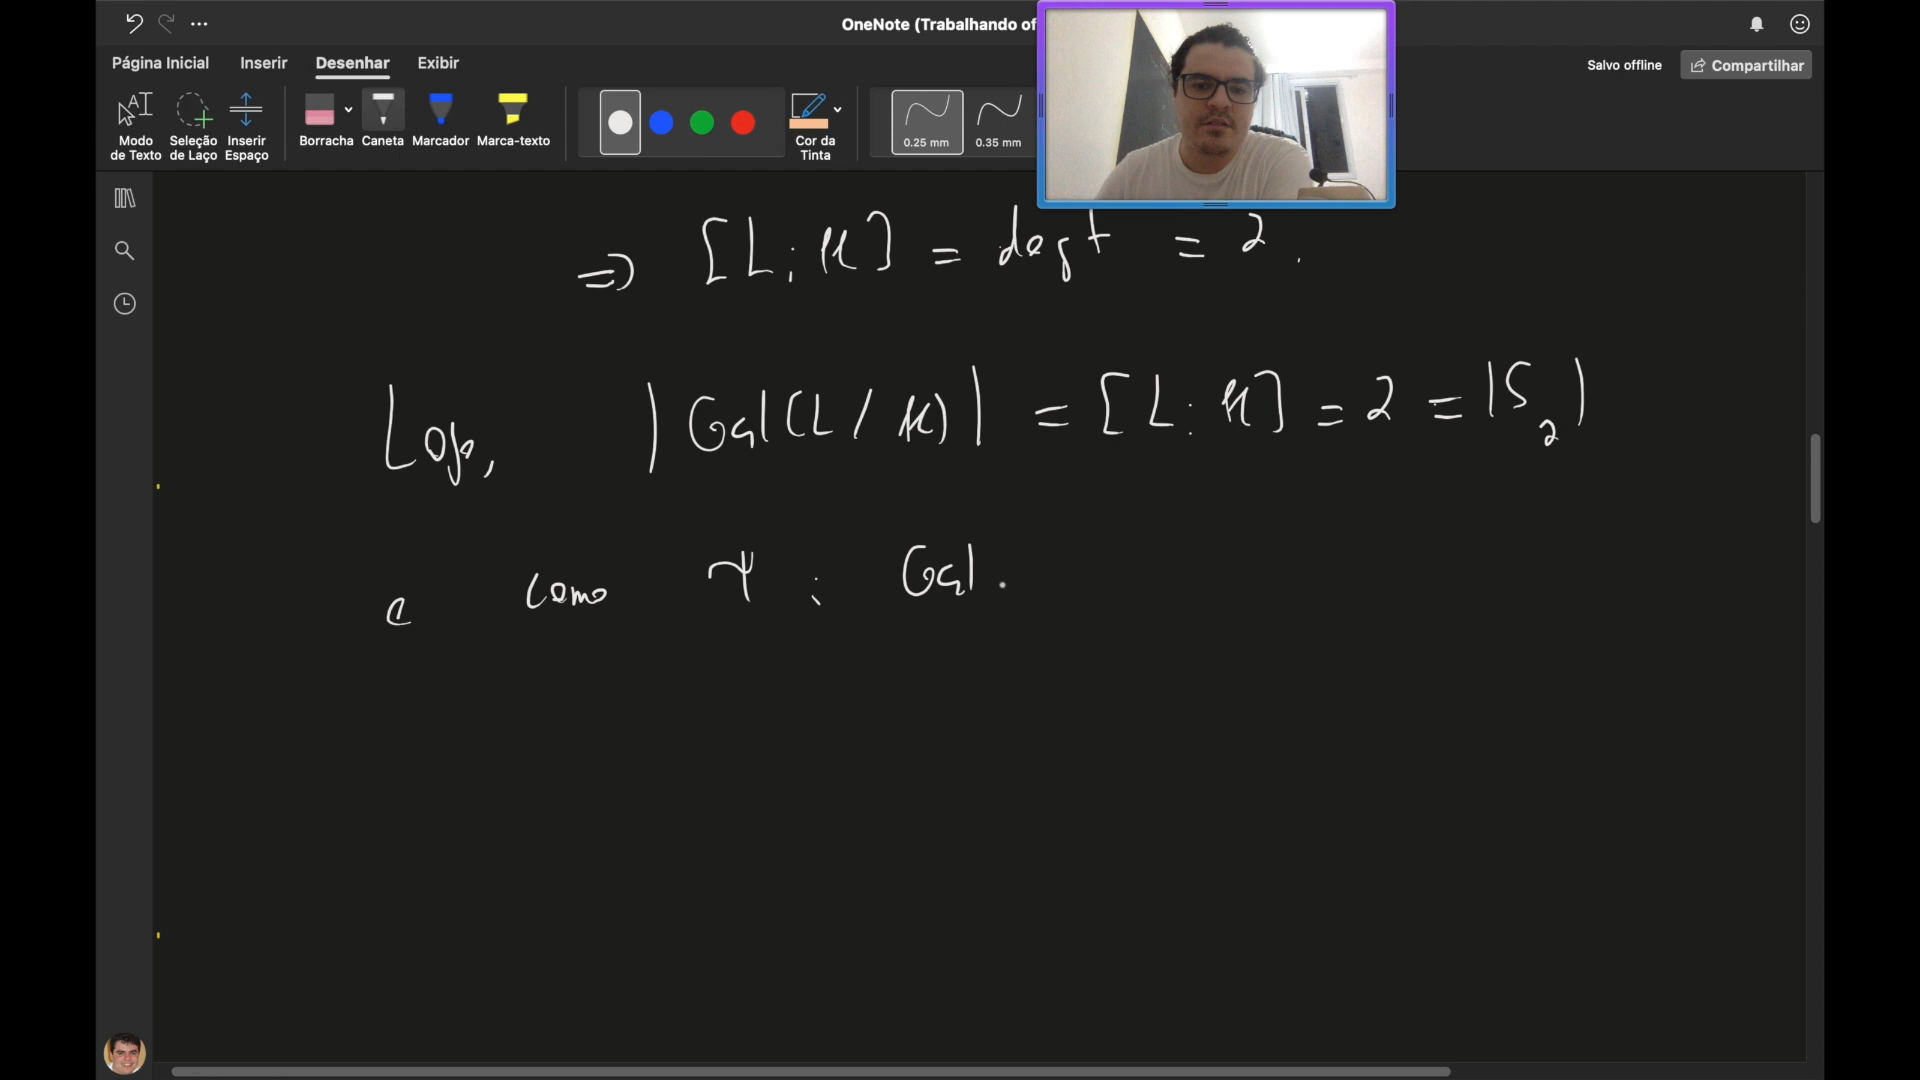 OneNote (Trabalhando of
Página Inicial Inserir Desenhar Exibir
Salvo offline Compartilhar
Modo de Texto
Seleção de Laço
Inserir Espaço
Borracha Caneta Marcador Marca-texto
Cor da Tinta
0.25 mm 0.35 mm
=> [L:K] = deg f = 2.
Logo, |Gal(L/K)| = [L:K] = 2 = |S₂|
e como Ψ : Gal